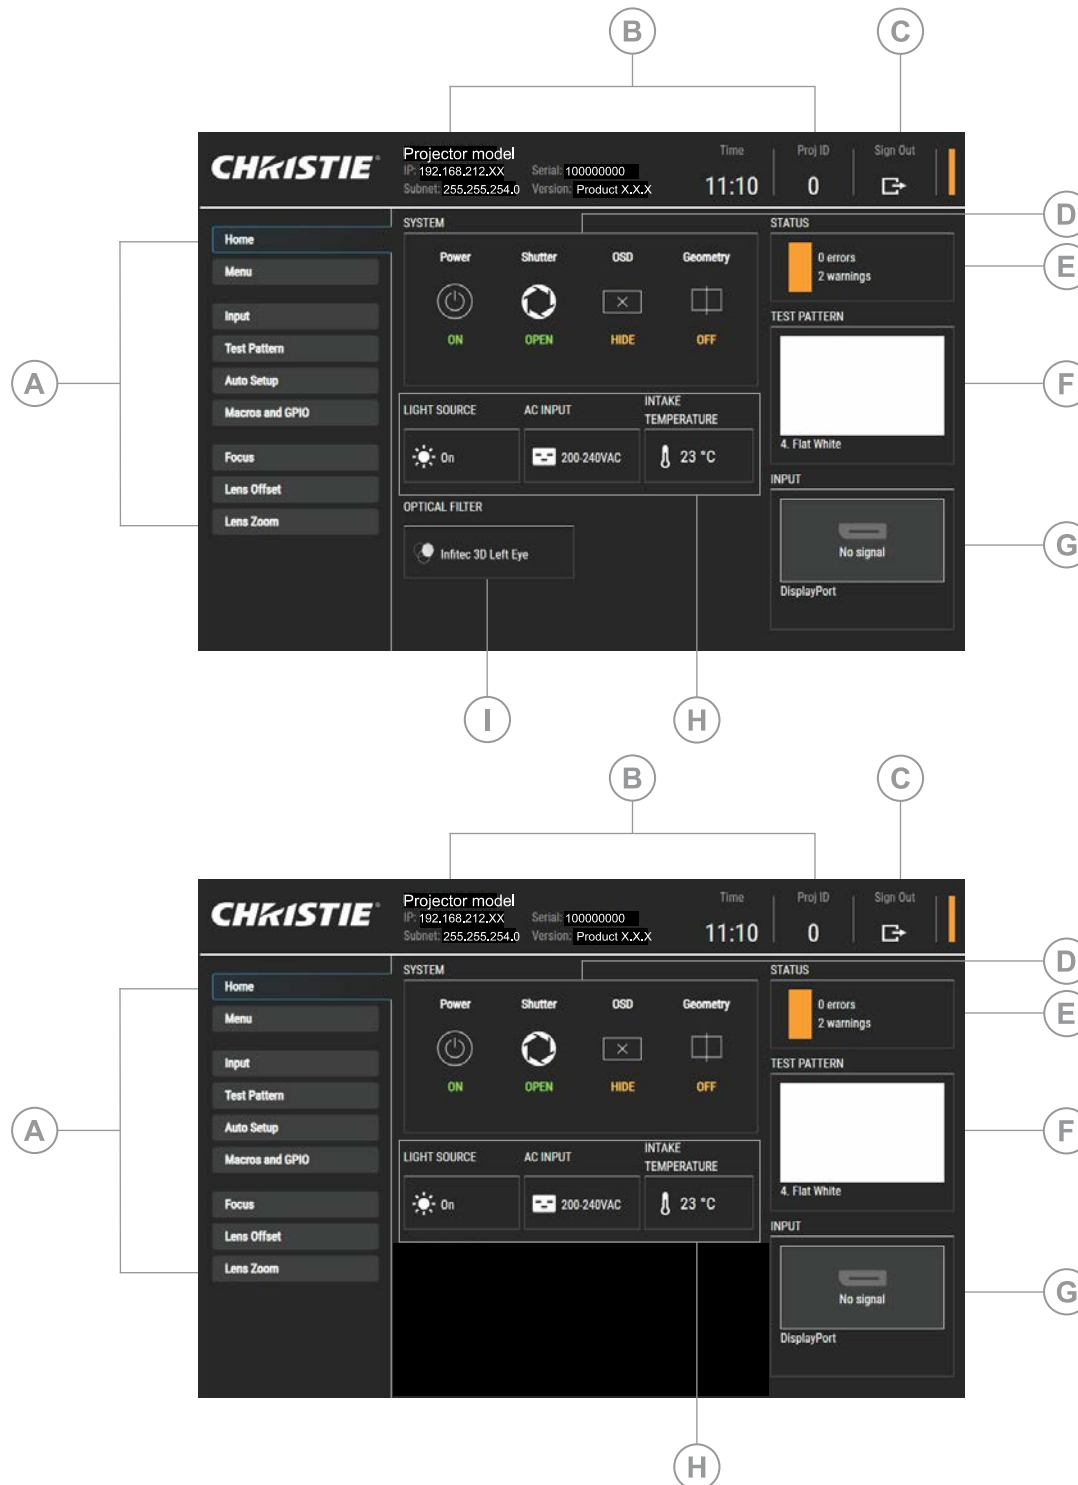 B
C
CHRISTIE
Projector model
IP: 192.168.212.XX
Serial: 100000000
Subnet: 255.255.254.0
Version: Product X.X.X
Time
11:10
Proj ID
0
Sign Out
A
Home
Menu
Input
Test Pattern
Auto Setup
Macros and GPIO
Focus
Lens Offset
Lens Zoom
SYSTEM
Power
Shutter
OSD
Geometry
ON
OPEN
HIDE
OFF
LIGHT SOURCE
On
AC INPUT
200-240VAC
INTAKE
TEMPERATURE
23 °C
OPTICAL FILTER
Infitec 3D Left Eye
D
STATUS
0 errors
2 warnings
E
TEST PATTERN
4. Flat White
F
INPUT
No signal
DisplayPort
G
I
H
B
C
CHRISTIE
Projector model
IP: 192.168.212.XX
Serial: 100000000
Subnet: 255.255.254.0
Version: Product X.X.X
Time
11:10
Proj ID
0
Sign Out
A
Home
Menu
Input
Test Pattern
Auto Setup
Macros and GPIO
Focus
Lens Offset
Lens Zoom
SYSTEM
Power
Shutter
OSD
Geometry
ON
OPEN
HIDE
OFF
LIGHT SOURCE
On
AC INPUT
200-240VAC
INTAKE
TEMPERATURE
23 °C
D
STATUS
0 errors
2 warnings
E
TEST PATTERN
4. Flat White
F
INPUT
No signal
DisplayPort
G
H